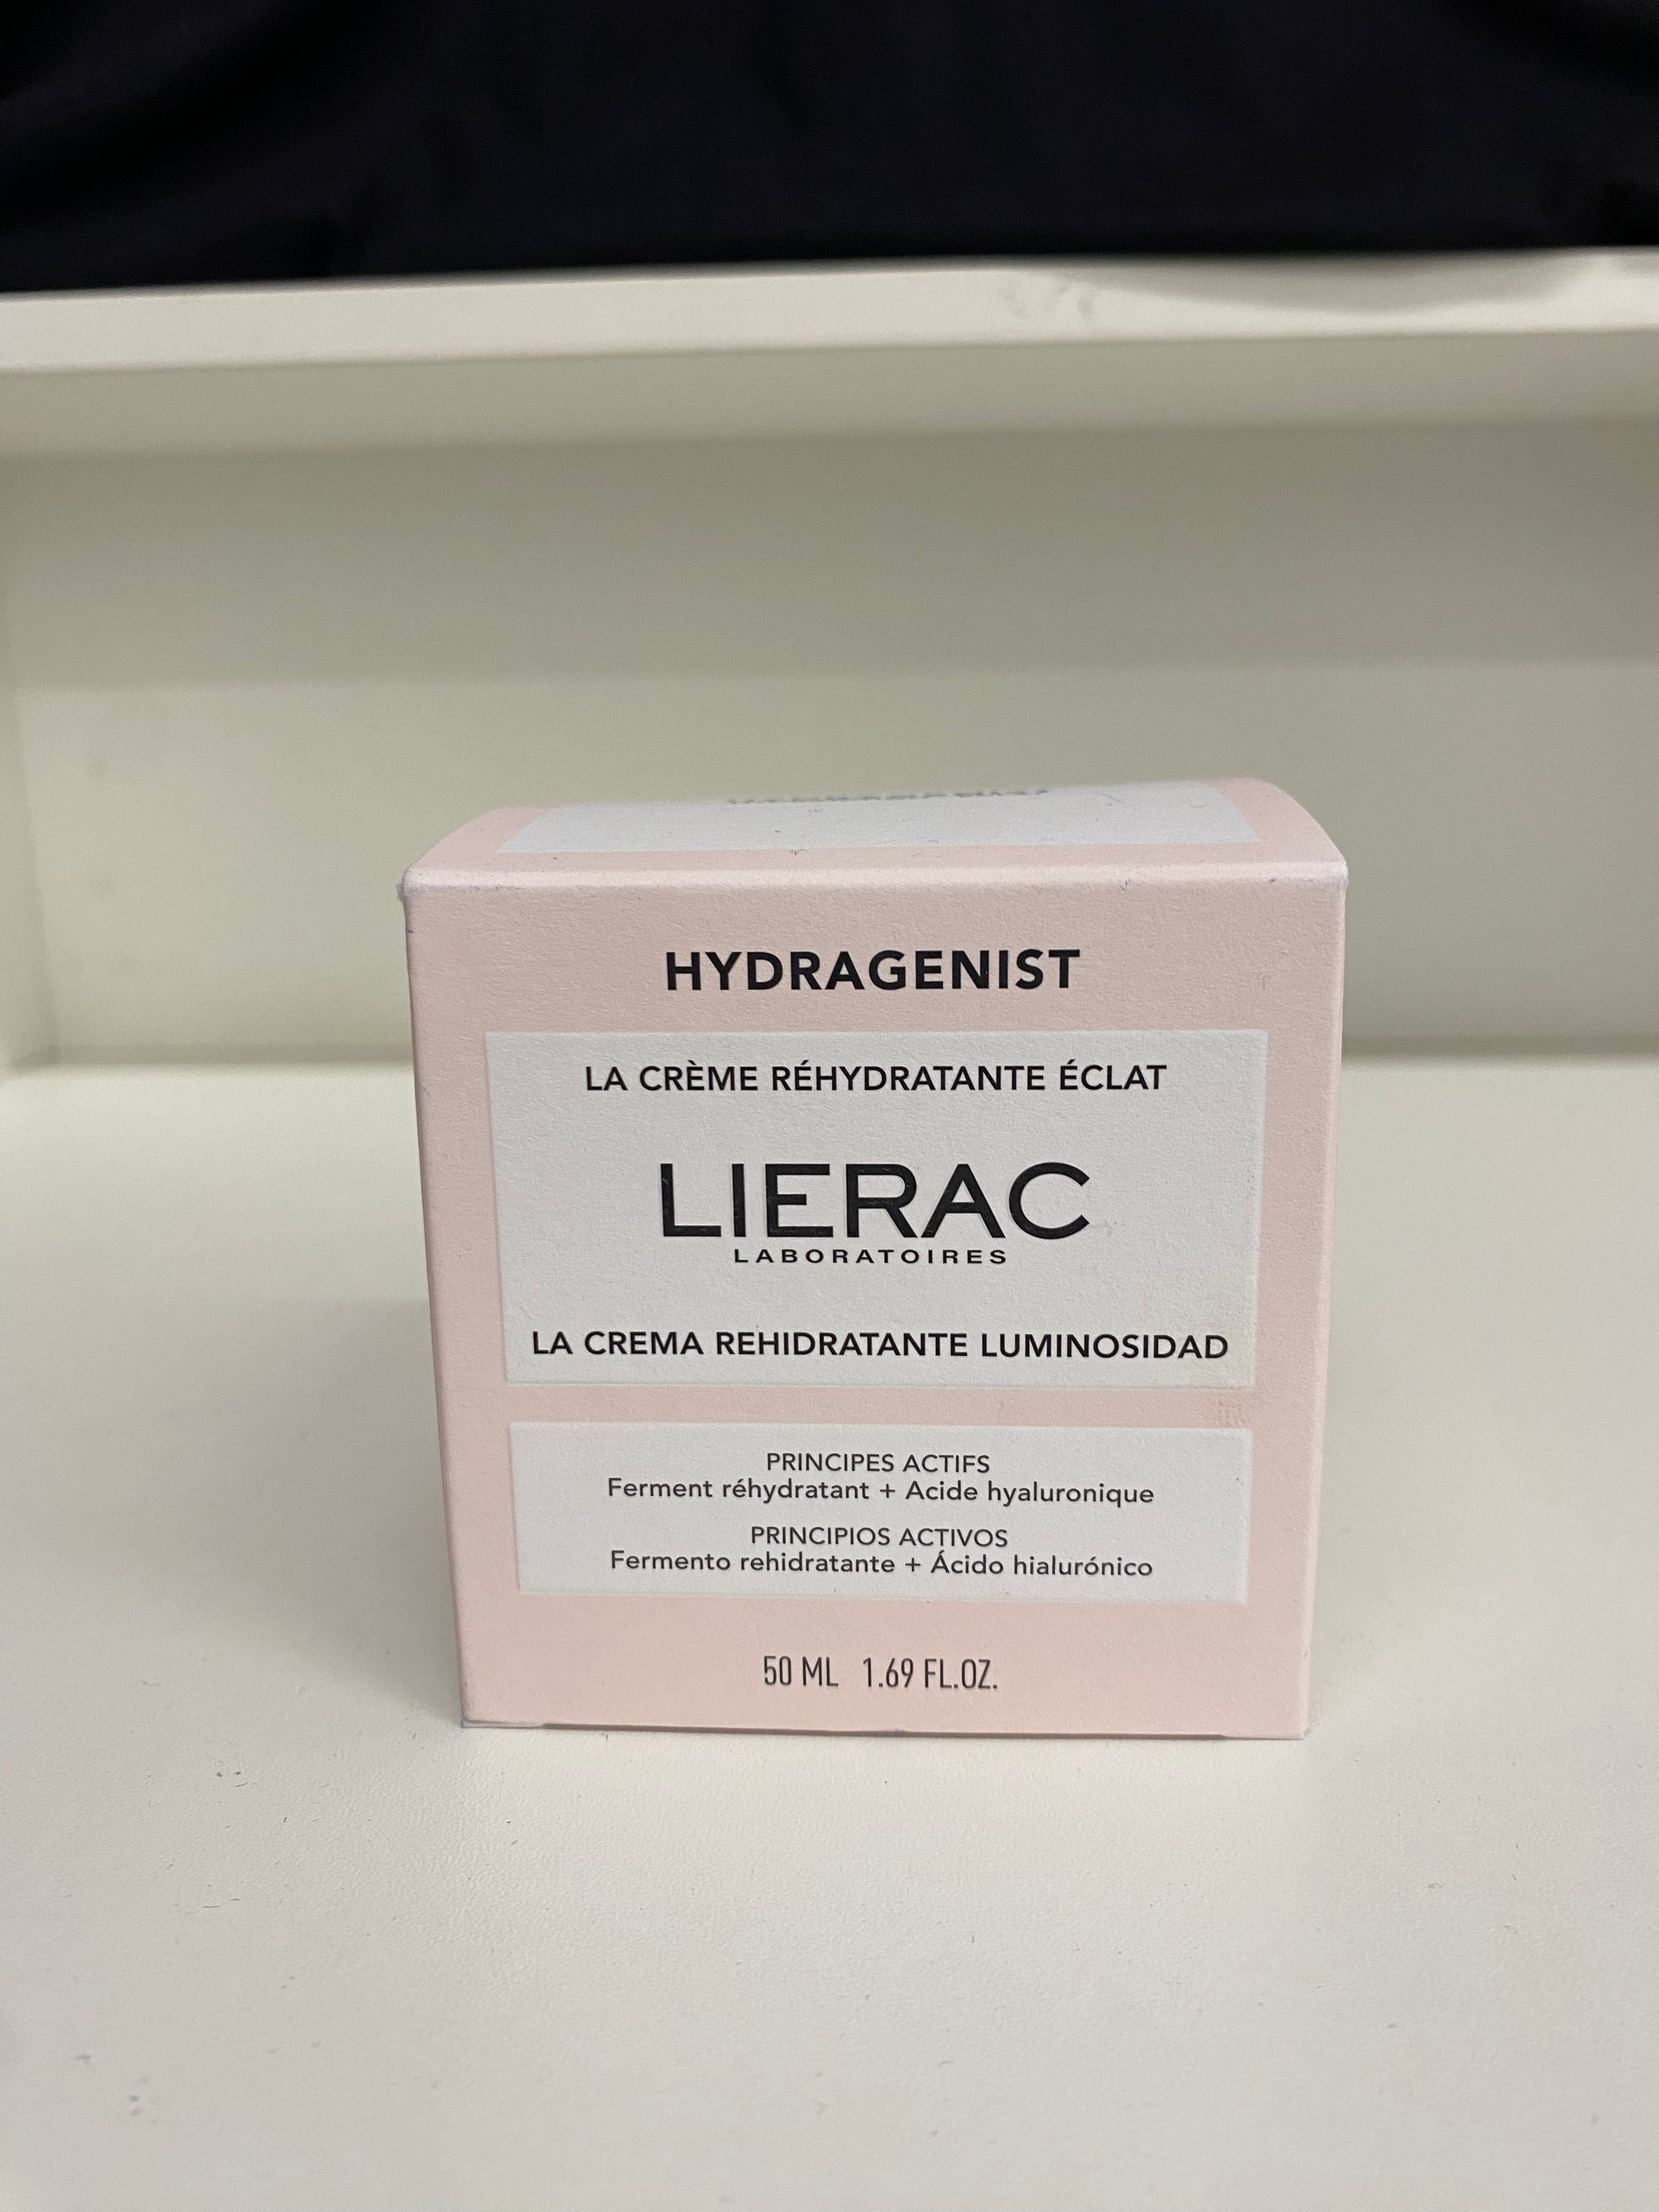 HYDRAGENIST
LA CRÈME RÉHYDRATANTE ÉCLAT
LIERAC
LABORATOIRES
LA CREMA REHIDRATANTE LUMINOSIDAD
PRINCIPES ACTIFS
Ferment réhydratant + Acide hyaluronique
PRINCIPIOS ACTIVOS
Fermento rehidratante + Ácido hialurónico
50 ML 1.69 FL.OZ.